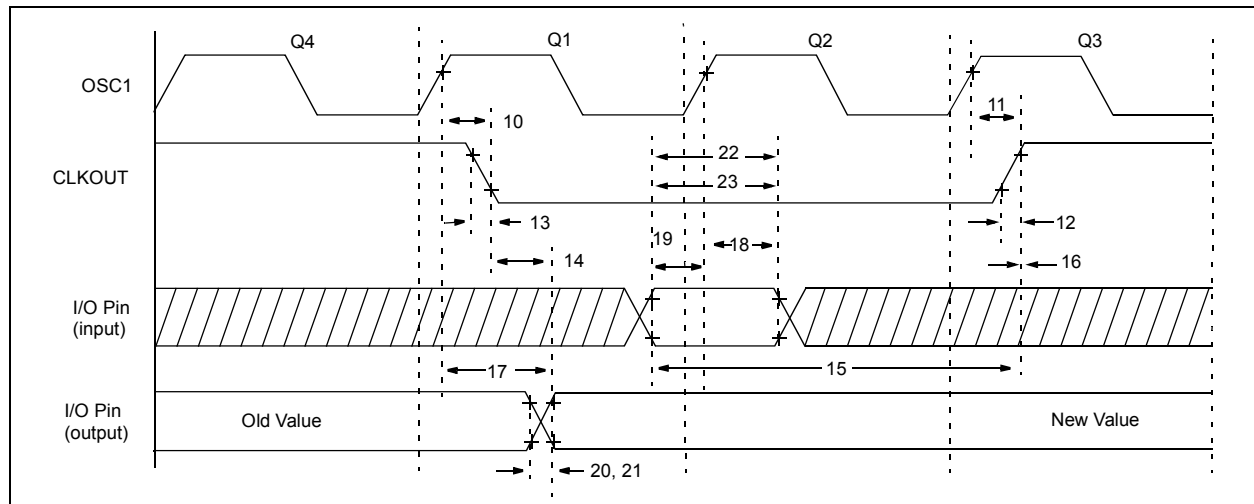 Q4
Q1
Q2
Q3
OSC1
10
11
22
CLKOUT
23
13
12
19
18
14
16
I/O Pin
(input)
17
15
I/O Pin
(output)
Old Value
New Value
20, 21